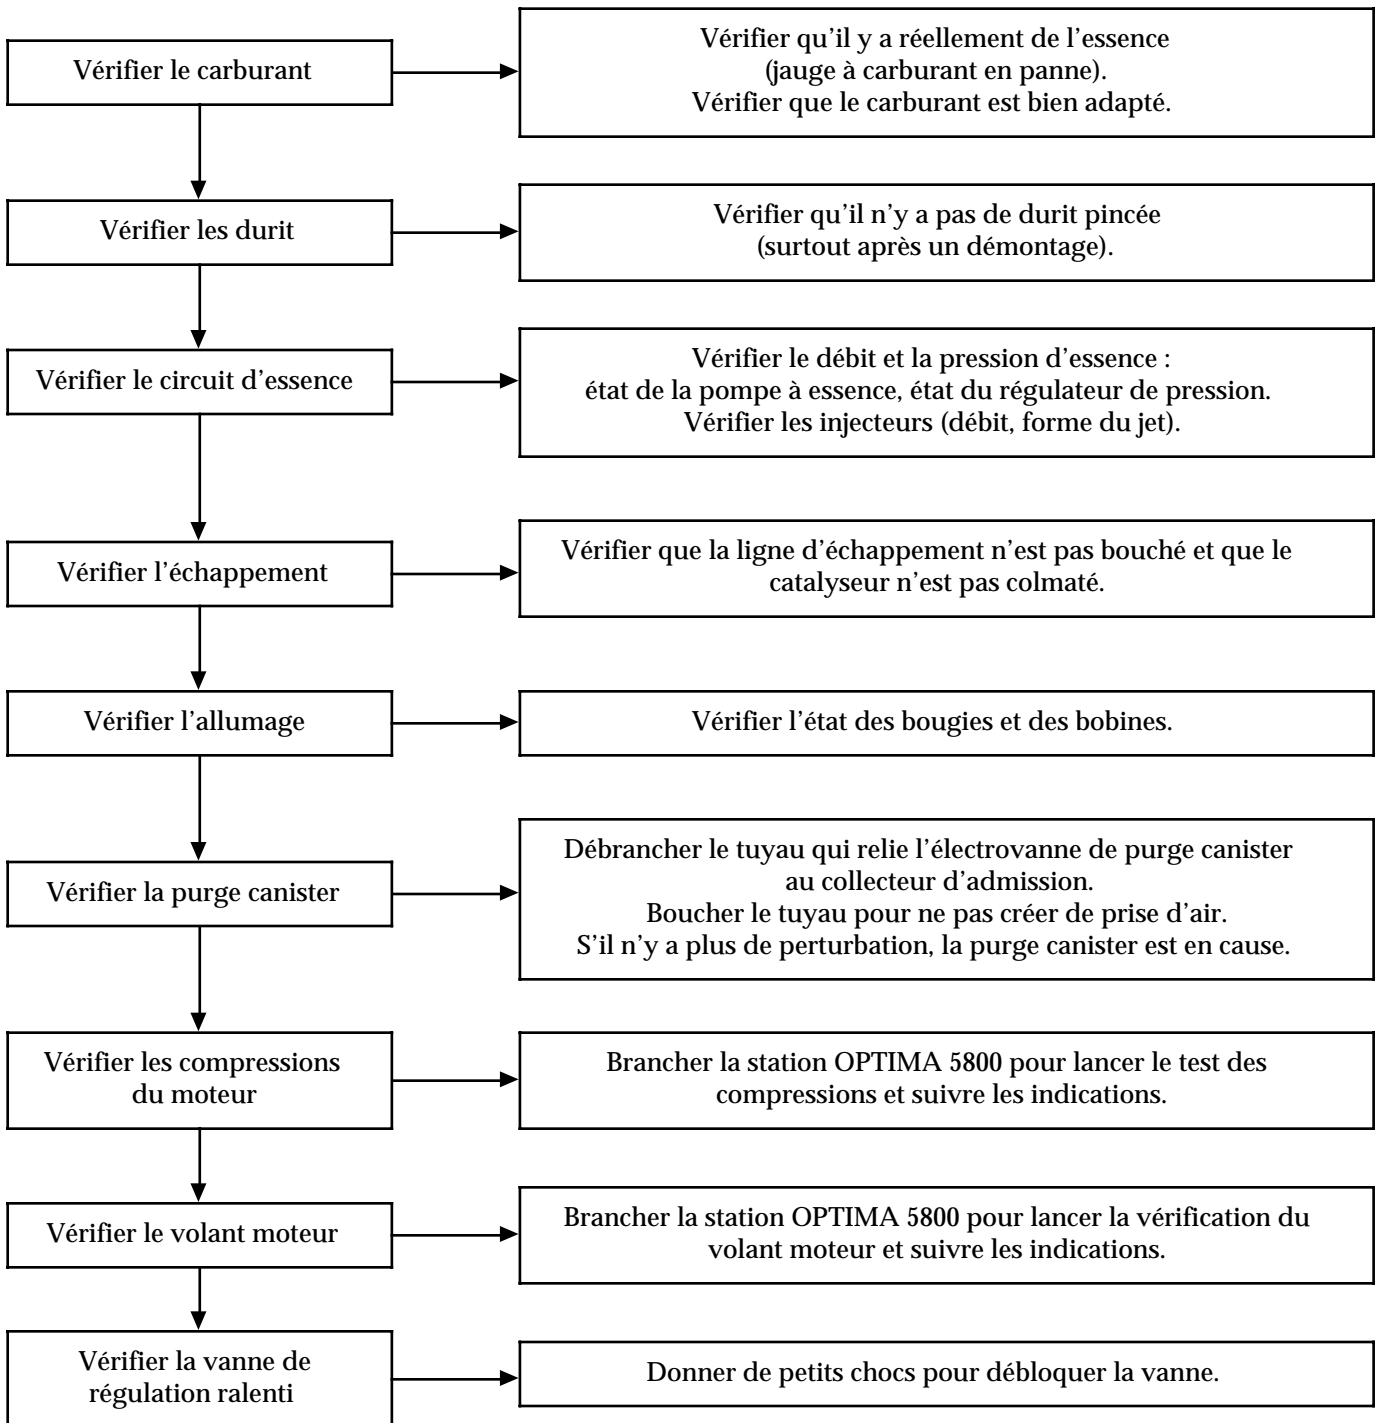 Vérifier le carburant
Vérifier qu’il y a réellement de l’essence
(jauge à carburant en panne).
Vérifier que le carburant est bien adapté.
Vérifier les durit
Vérifier qu’il n’y a pas de durit pincée
(surtout après un démontage).
Vérifier le circuit d’essence
Vérifier le débit et la pression d’essence :
état de la pompe à essence, état du régulateur de pression.
Vérifier les injecteurs (débit, forme du jet).
Vérifier l’échappement
Vérifier que la ligne d’échappement n’est pas bouché et que le
catalyseur n’est pas colmaté.
Vérifier l’allumage
Vérifier l’état des bougies et des bobines.
Vérifier la purge canister
Débrancher le tuyau qui relie l’électrovanne de purge canister
au collecteur d’admission.
Boucher le tuyau pour ne pas créer de prise d’air.
S’il n’y a plus de perturbation, la purge canister est en cause.
Vérifier les compressions
du moteur
Brancher la station OPTIMA 5800 pour lancer le test des
compressions et suivre les indications.
Vérifier le volant moteur
Brancher la station OPTIMA 5800 pour lancer la vérification du
volant moteur et suivre les indications.
Vérifier la vanne de
régulation ralenti
Donner de petits chocs pour débloquer la vanne.